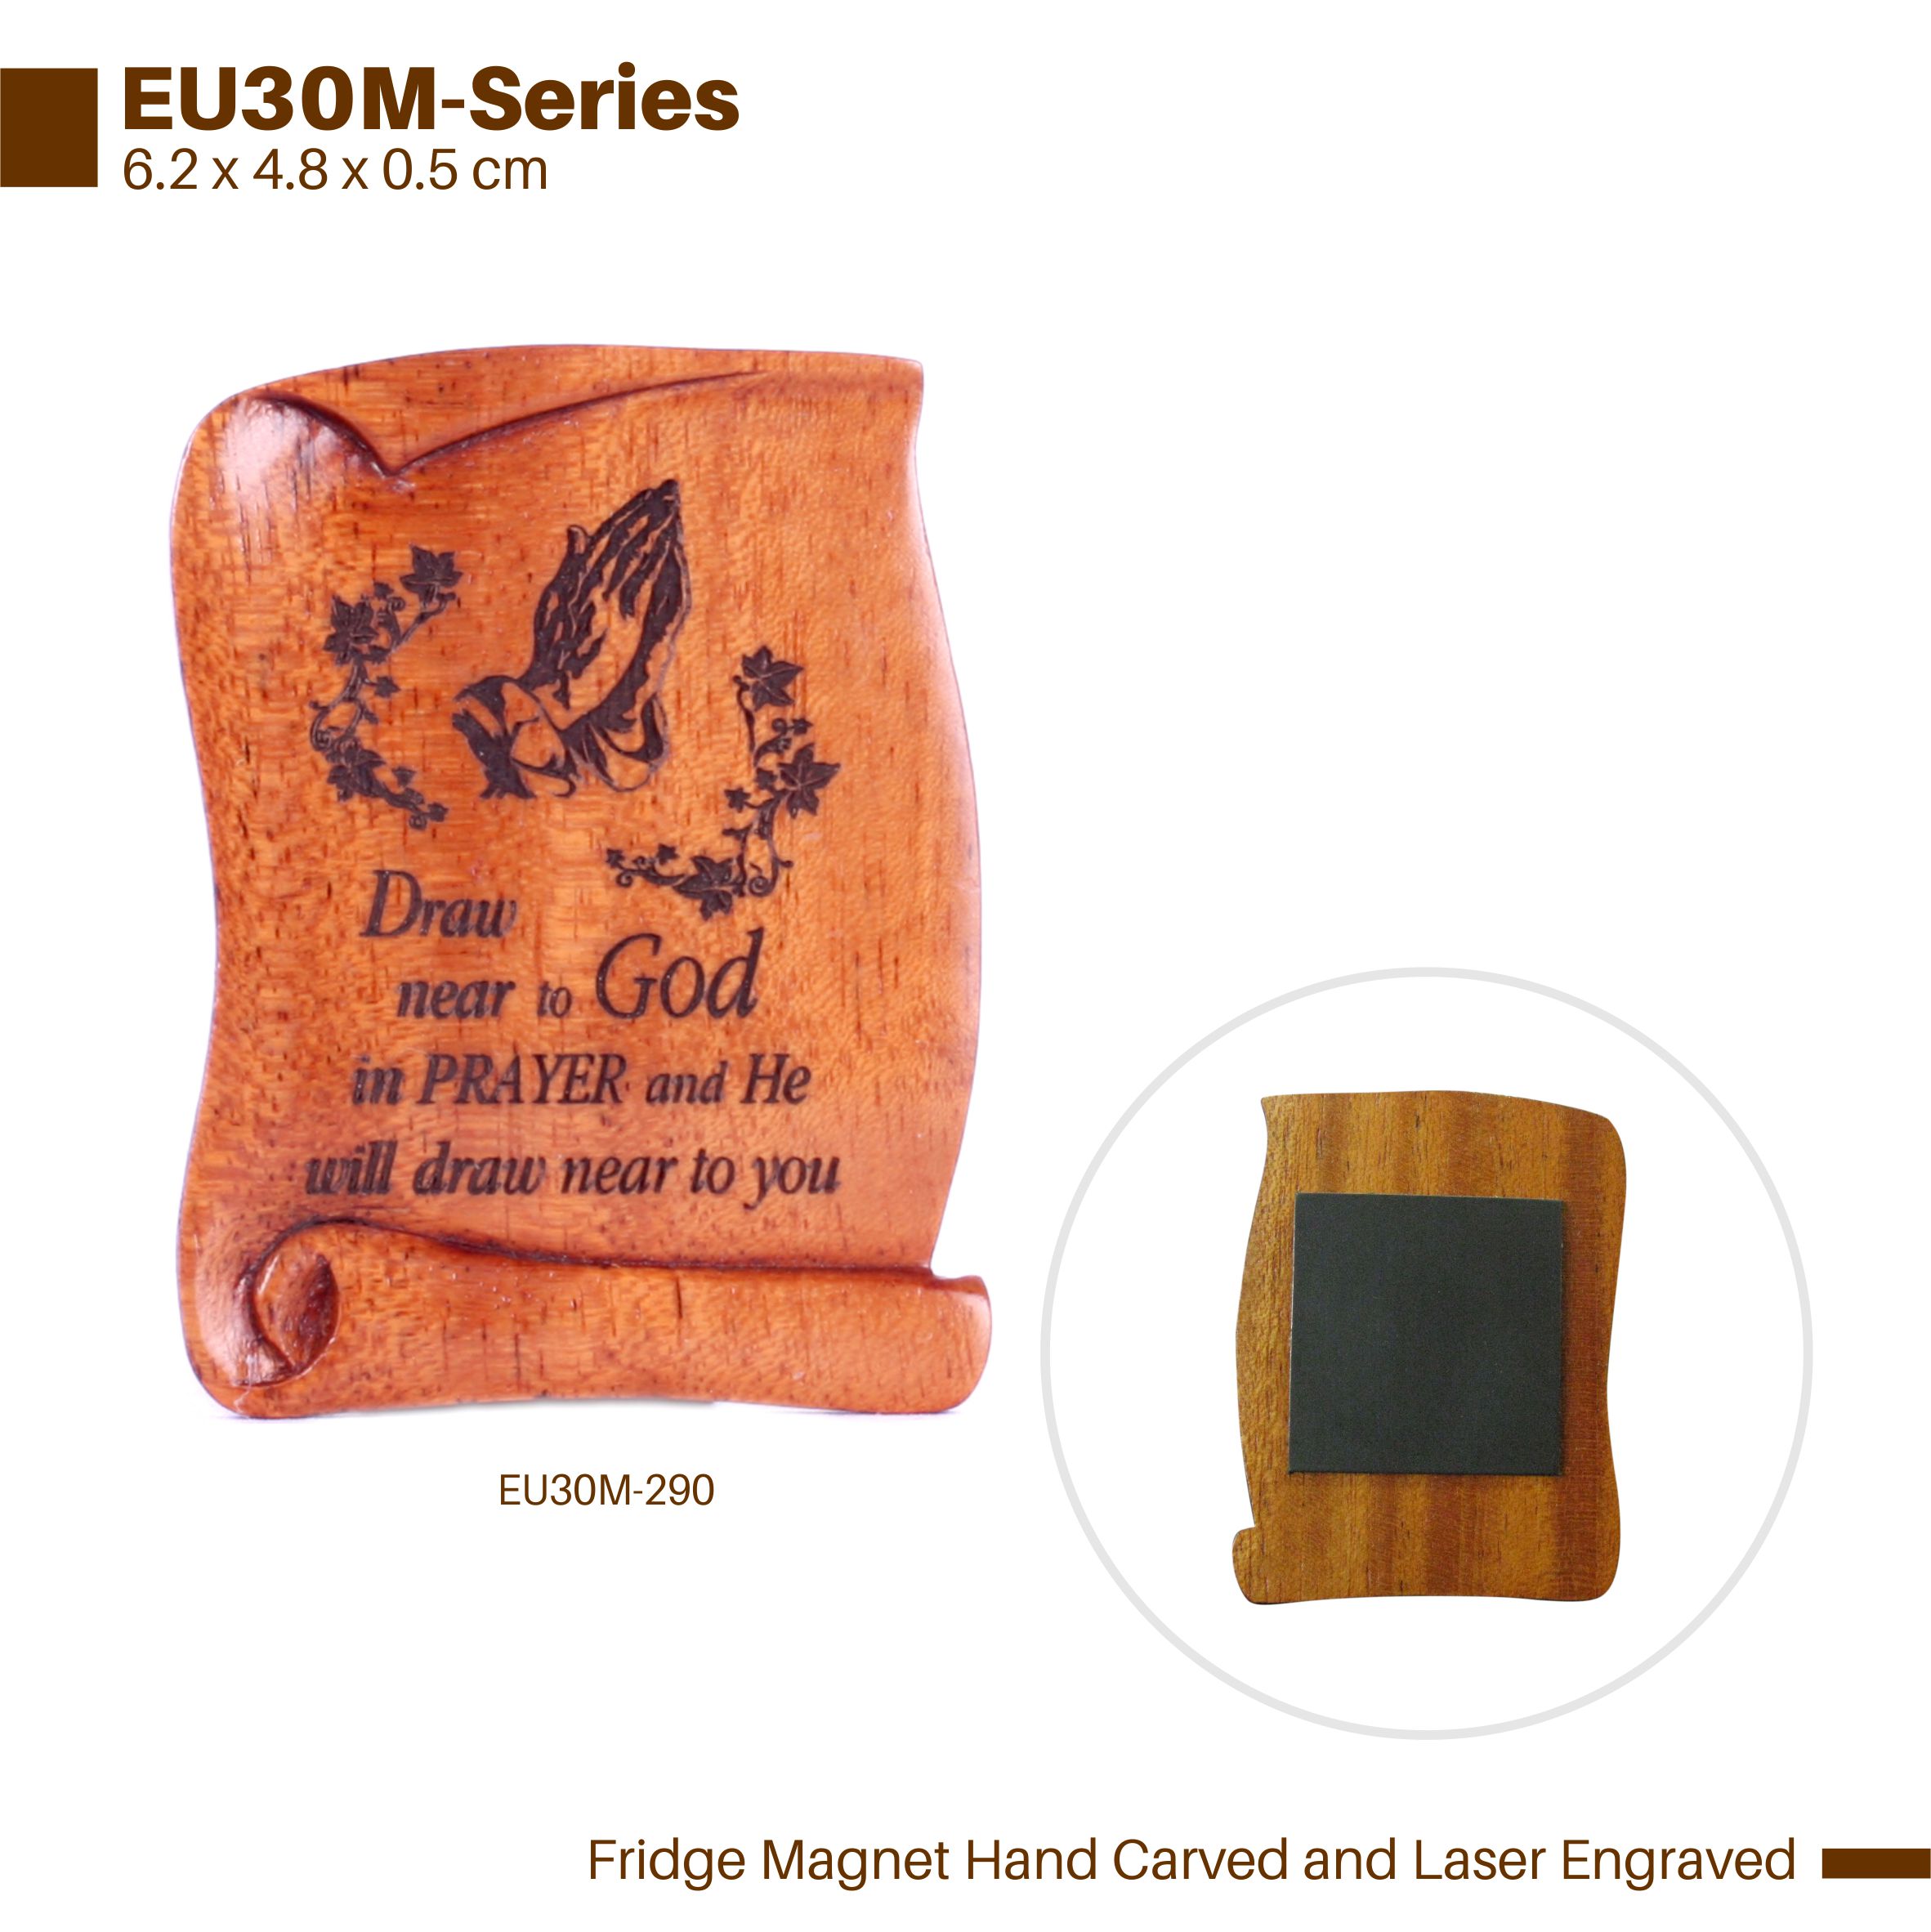 EU30M-Series
6.2 x 4.8 x 0.5 cm
Draw
near to God
in PRAYER and He
will draw near to you
EU30M-290
Fridge Magnet Hand Carved and Laser Engraved